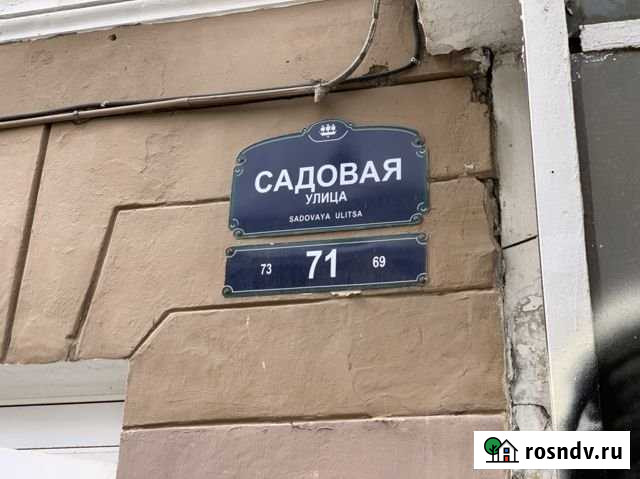 САДОВАЯ
УЛИЦА
SADOVAYA ULITSA
73 71 69
rosndv.ru